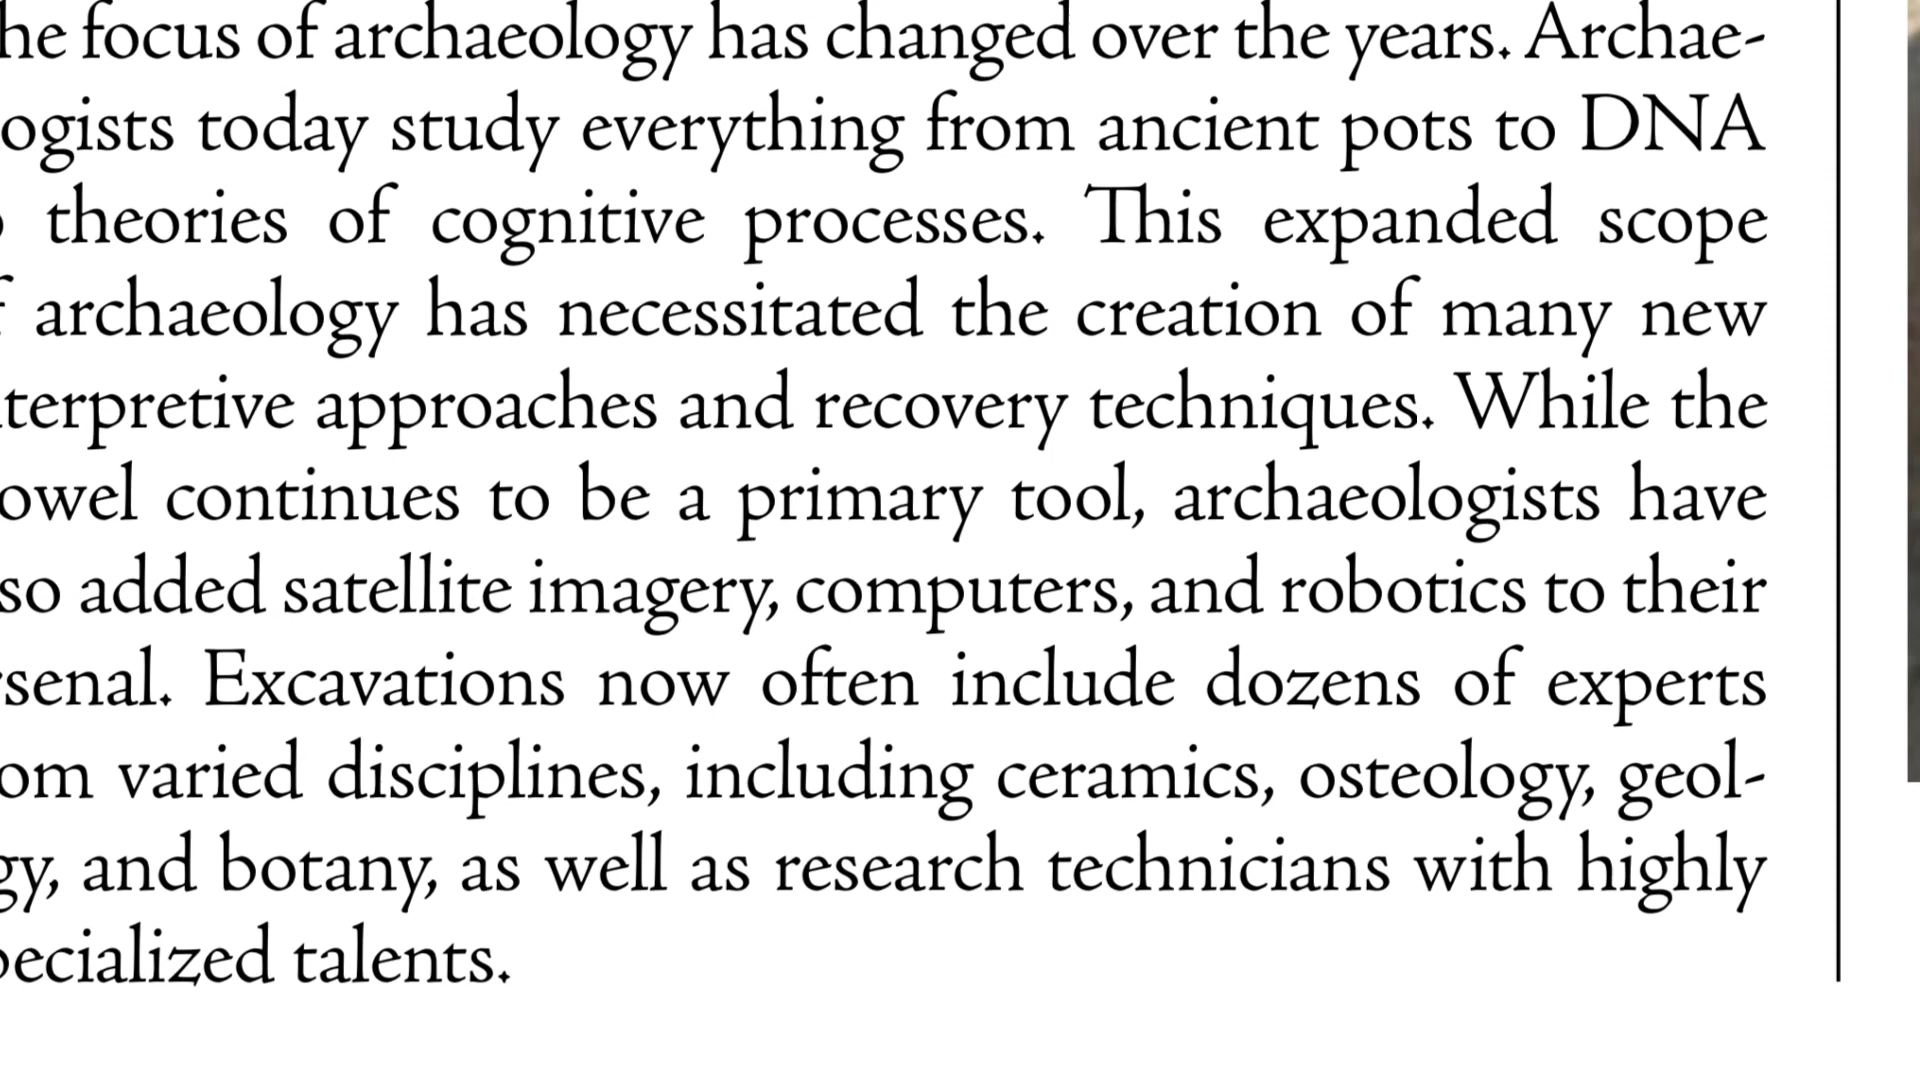 he focus of archaeology has changed over the years. Archae-
ogists today study everything from ancient pots to DNA
theories of cognitive processes. This expanded scope
archaeology has necessitated the creation of many new
terpretive approaches and recovery techniques. While the
owel continues to be a primary tool, archaeologists have
so added satellite imagery, computers, and robotics to their
senal. Excavations now often include dozens of experts
om varied disciplines, including ceramics, osteology, geol-
gy, and botany, as well as research technicians with highly
pecialized talents.